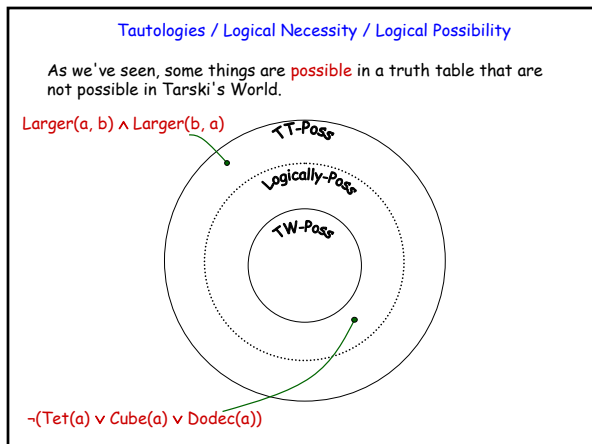 Tautologies / Logical Necessity / Logical Possibility
As we've seen, some things are possible in a truth table that are
not possible in Tarski's World.
Larger(a, b) ∧ Larger(b, a)
TT-Poss
Logically-Poss
TW-Poss
¬(Tet(a) ∨ Cube(a) ∨ Dodec(a))